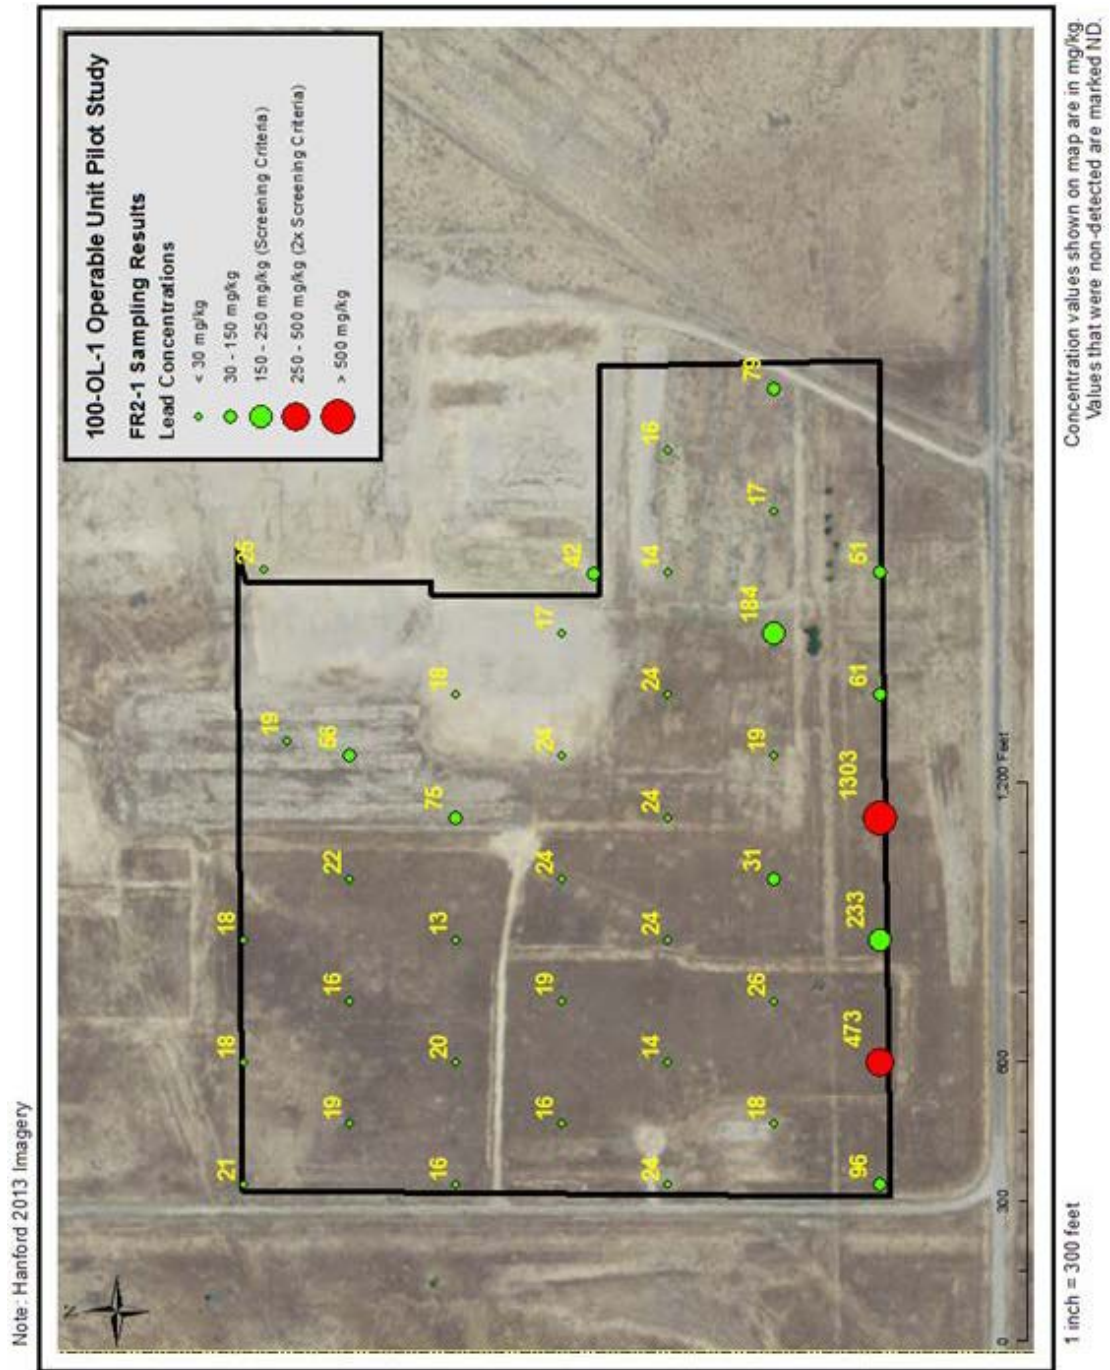 Note: Hanford 2013 Imagery
N
100-OL-1 Operable Unit Pilot Study
FR2-1 Sampling Results
Lead Concentrations
< 30 mg/kg
30 - 150 mg/kg
150 - 250 mg/kg (Screening Criteria)
250 - 500 mg/kg (2x Screening Criteria)
> 500 mg/kg
21 18 18 25
19
19 16 22 56
16 20 13 75 18
16 19 24 24 17 42
24 14 24 24 24 14 16
18 26 31 19 184 17 79
96 473 233 1303 61 51
0 300 600 1,200 Feet
1 inch = 300 feet
Concentration values shown on map are in mg/kg.
Values that were non-detected are marked ND.